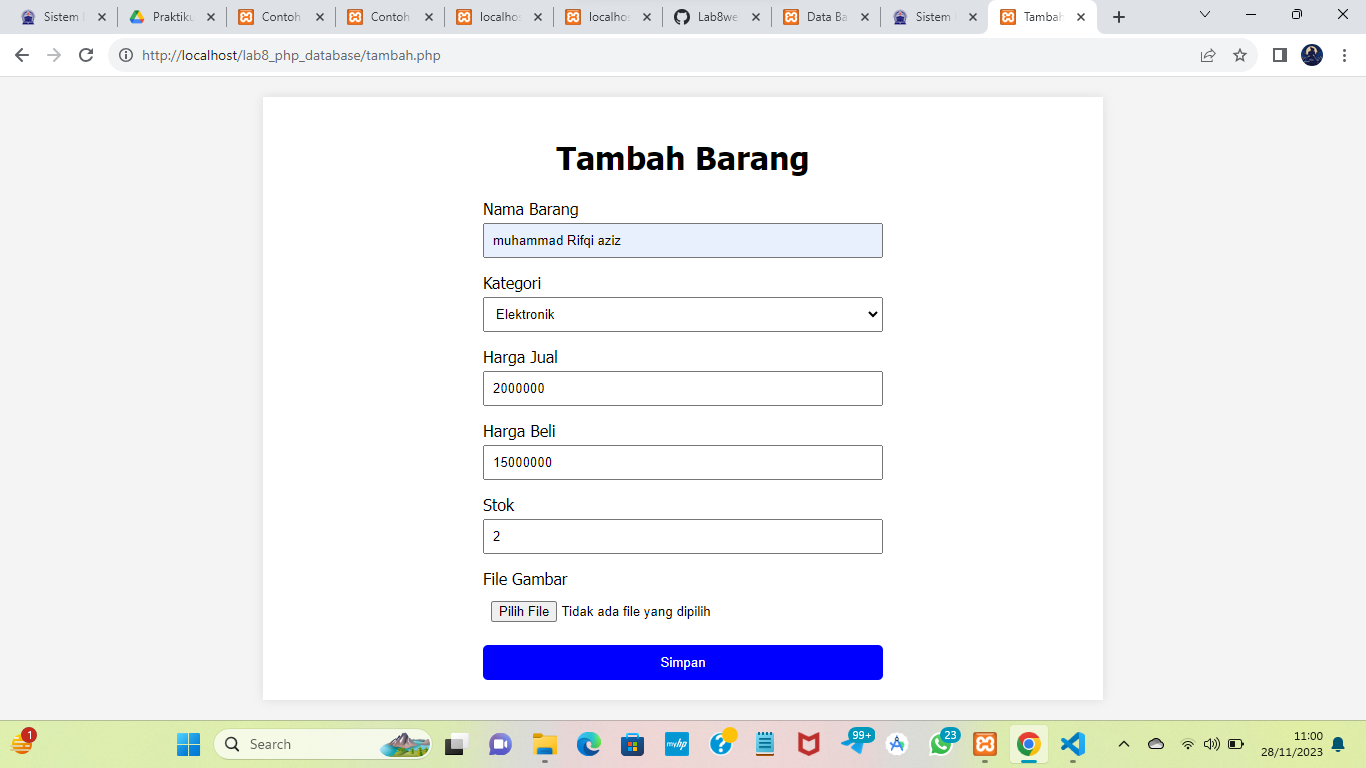 Sistem
Praktiku
Contoh
Contoh
localhos
localhos
Lab8we
Data Ba
Sistem
Tambah
http://localhost/lab8_php_database/tambah.php
Tambah Barang
Nama Barang
muhammad Rifqi aziz
Kategori
Elektronik
Harga Jual
2000000
Harga Beli
15000000
Stok
2
File Gambar
Pilih File Tidak ada file yang dipilih
Simpan
1
Search
myhp
99+
23
11:00
28/11/2023